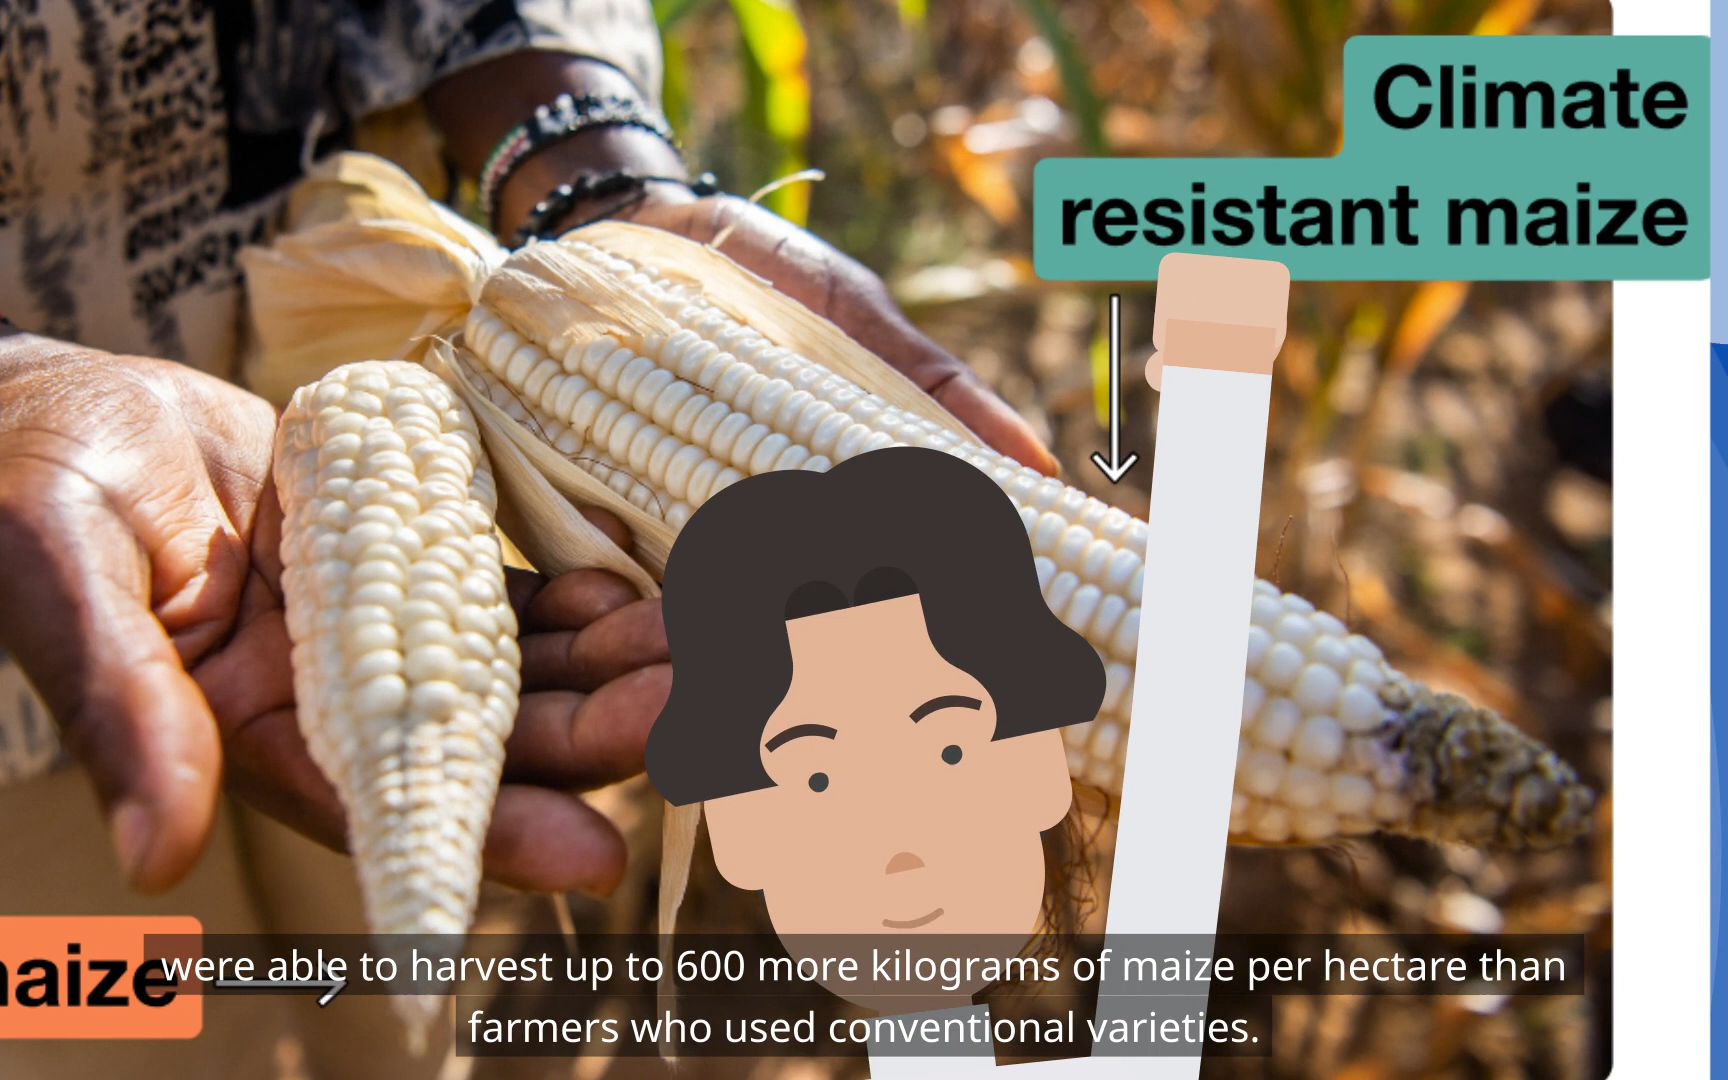 Climate
resistant maize
maize
were able to harvest up to 600 more kilograms of maize per hectare than
farmers who used conventional varieties.